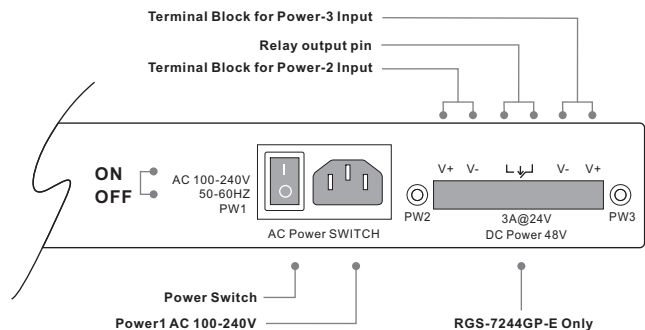 Terminal Block for Power-3 Input
Relay output pin
Terminal Block for Power-2 Input
ON
OFF
AC 100-240V
50-60HZ
PW1
I
O
AC Power SWITCH
V+ V- V- V+
PW2
3A@24V
DC Power 48V
PW3
Power Switch
Power1 AC 100-240V
RGS-7244GP-E Only